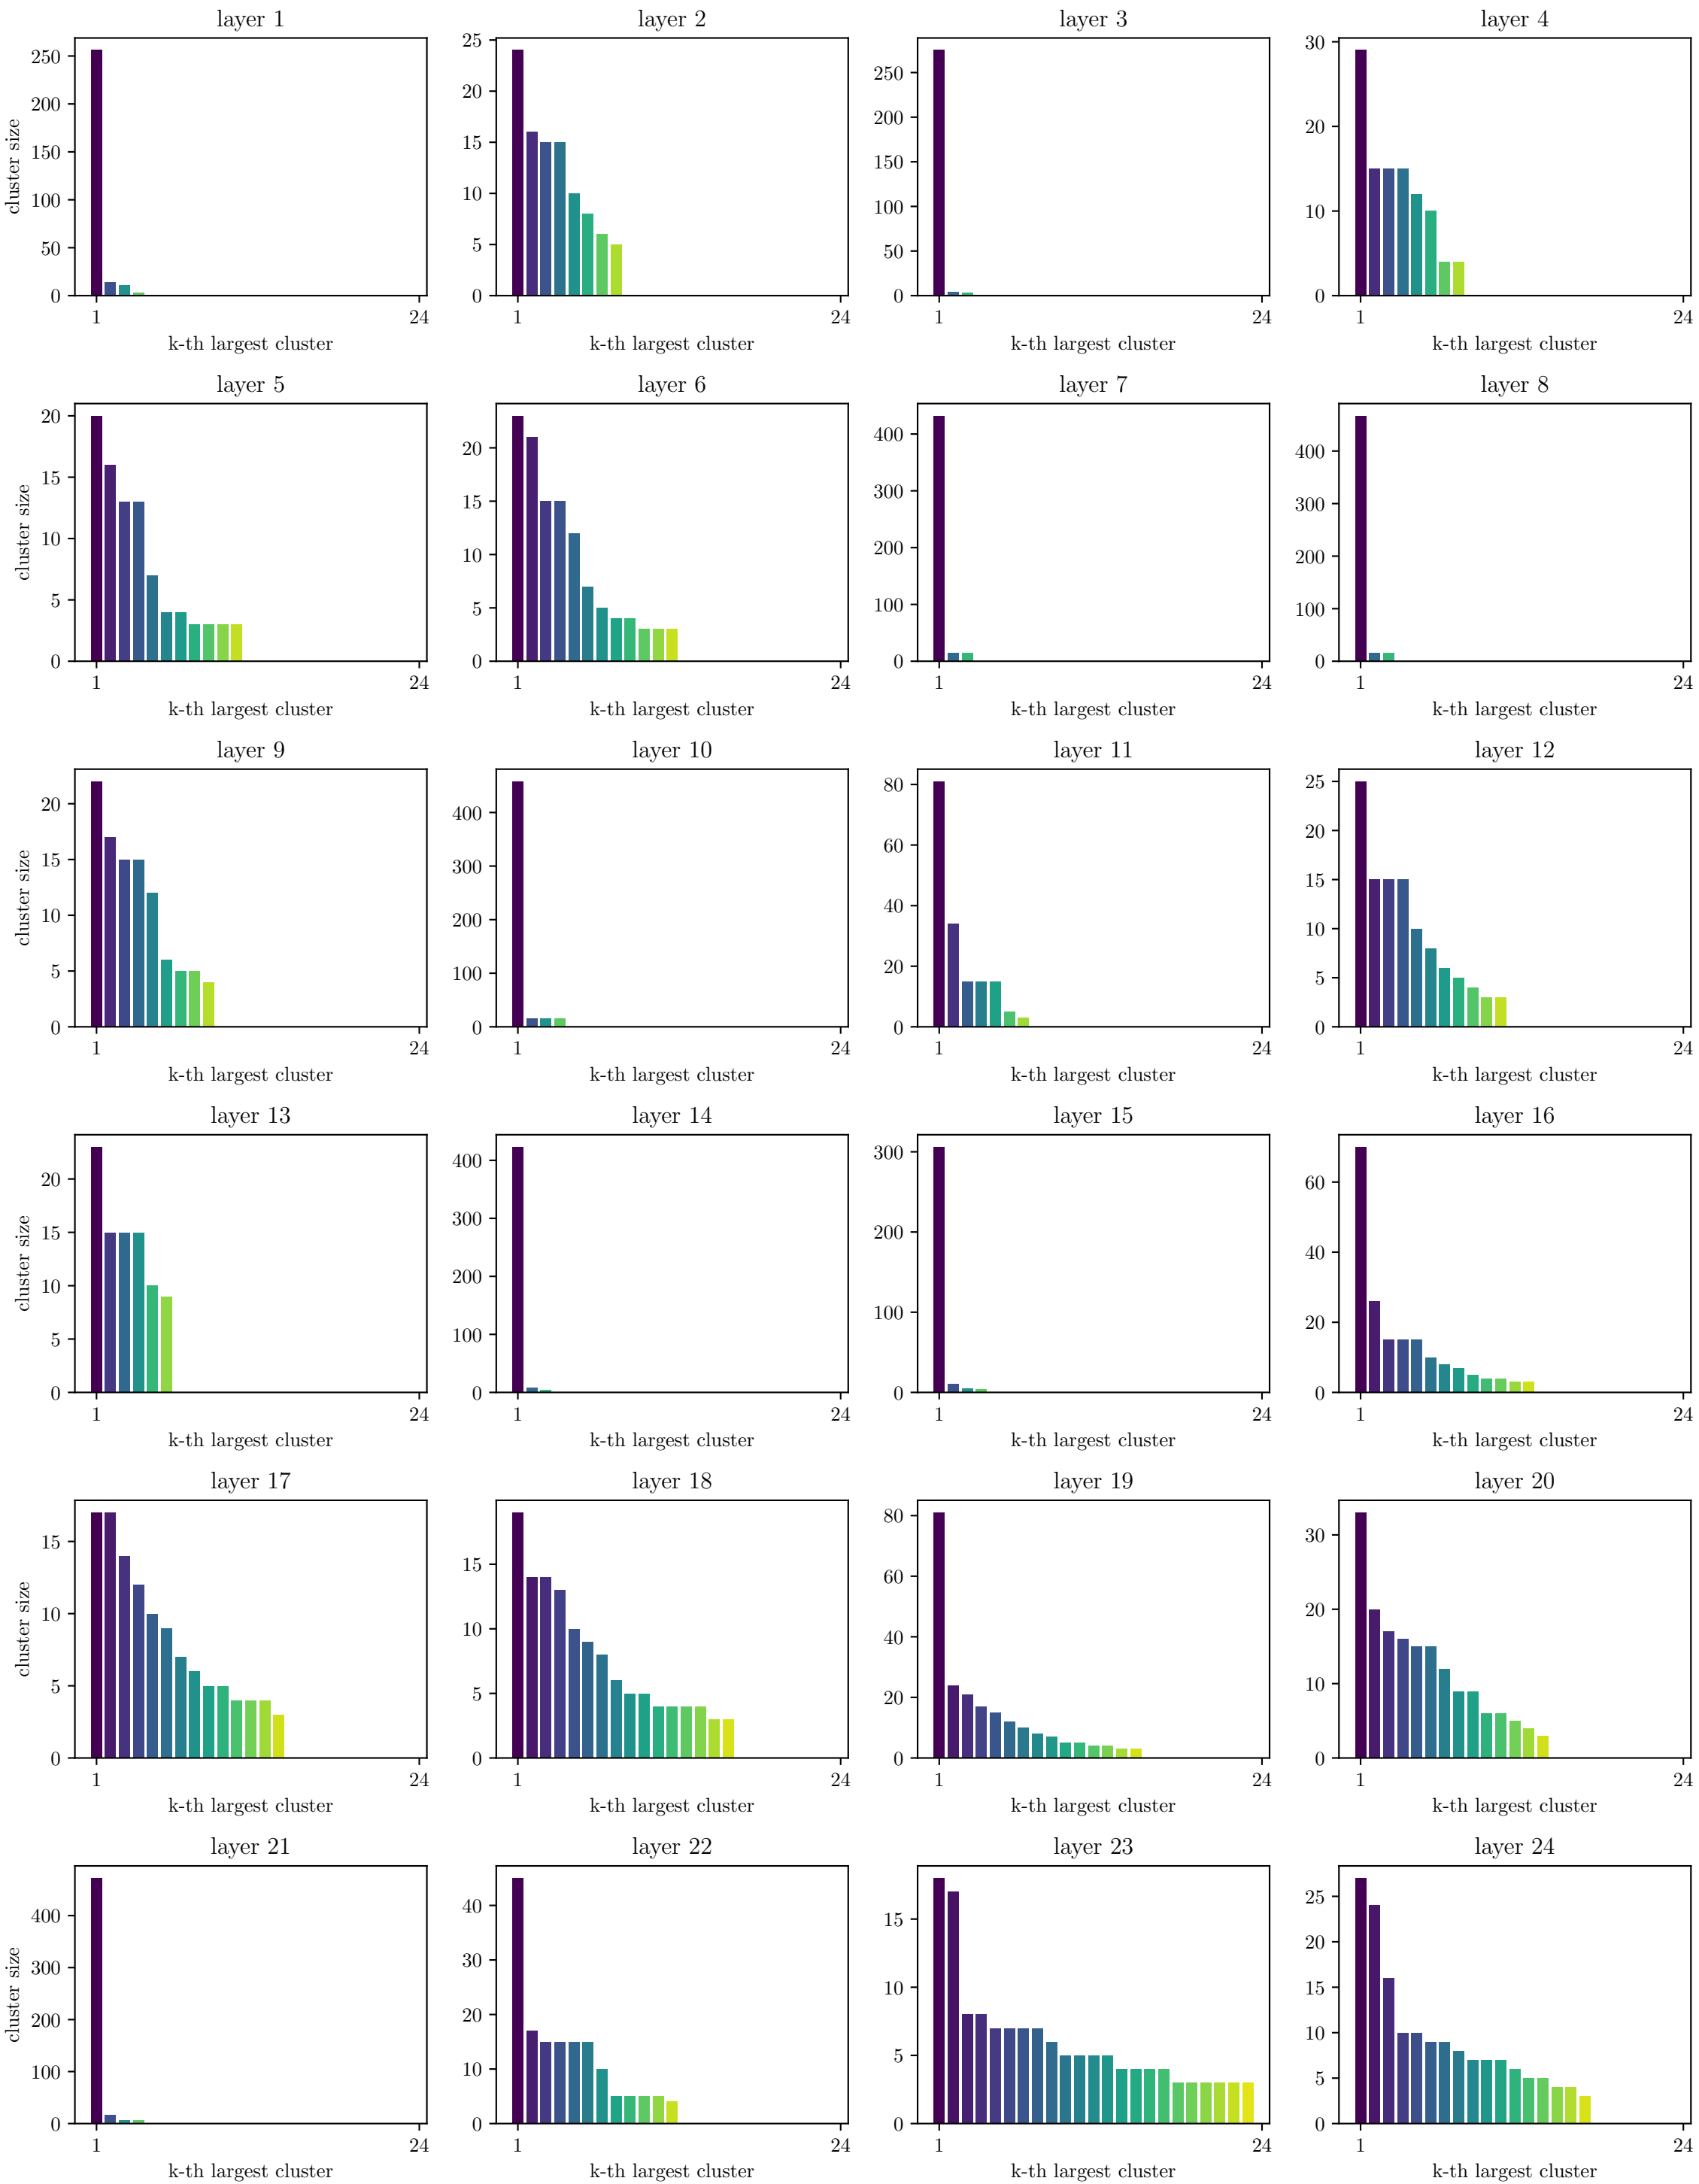 layer 1
layer 2
layer 3
layer 4
cluster size
250
200
150
100
50
0
25
20
15
10
5
0
250
200
150
100
50
0
30
20
10
0
1 24
1 24
1 24
1 24
k-th largest cluster
k-th largest cluster
k-th largest cluster
k-th largest cluster
layer 5
layer 6
layer 7
layer 8
cluster size
20
15
10
5
0
20
15
10
5
0
400
300
200
100
0
400
300
200
100
0
1 24
1 24
1 24
1 24
k-th largest cluster
k-th largest cluster
k-th largest cluster
k-th largest cluster
layer 9
layer 10
layer 11
layer 12
cluster size
20
15
10
5
0
400
300
200
100
0
80
60
40
20
0
25
20
15
10
5
0
1 24
1 24
1 24
1 24
k-th largest cluster
k-th largest cluster
k-th largest cluster
k-th largest cluster
layer 13
layer 14
layer 15
layer 16
cluster size
20
15
10
5
0
400
300
200
100
0
300
200
100
0
60
40
20
0
1 24
1 24
1 24
1 24
k-th largest cluster
k-th largest cluster
k-th largest cluster
k-th largest cluster
layer 17
layer 18
layer 19
layer 20
cluster size
15
10
5
0
15
10
5
0
80
60
40
20
0
30
20
10
0
1 24
1 24
1 24
1 24
k-th largest cluster
k-th largest cluster
k-th largest cluster
k-th largest cluster
layer 21
layer 22
layer 23
layer 24
cluster size
400
300
200
100
0
40
30
20
10
0
15
10
5
0
25
20
15
10
5
0
1 24
1 24
1 24
1 24
k-th largest cluster
k-th largest cluster
k-th largest cluster
k-th largest cluster